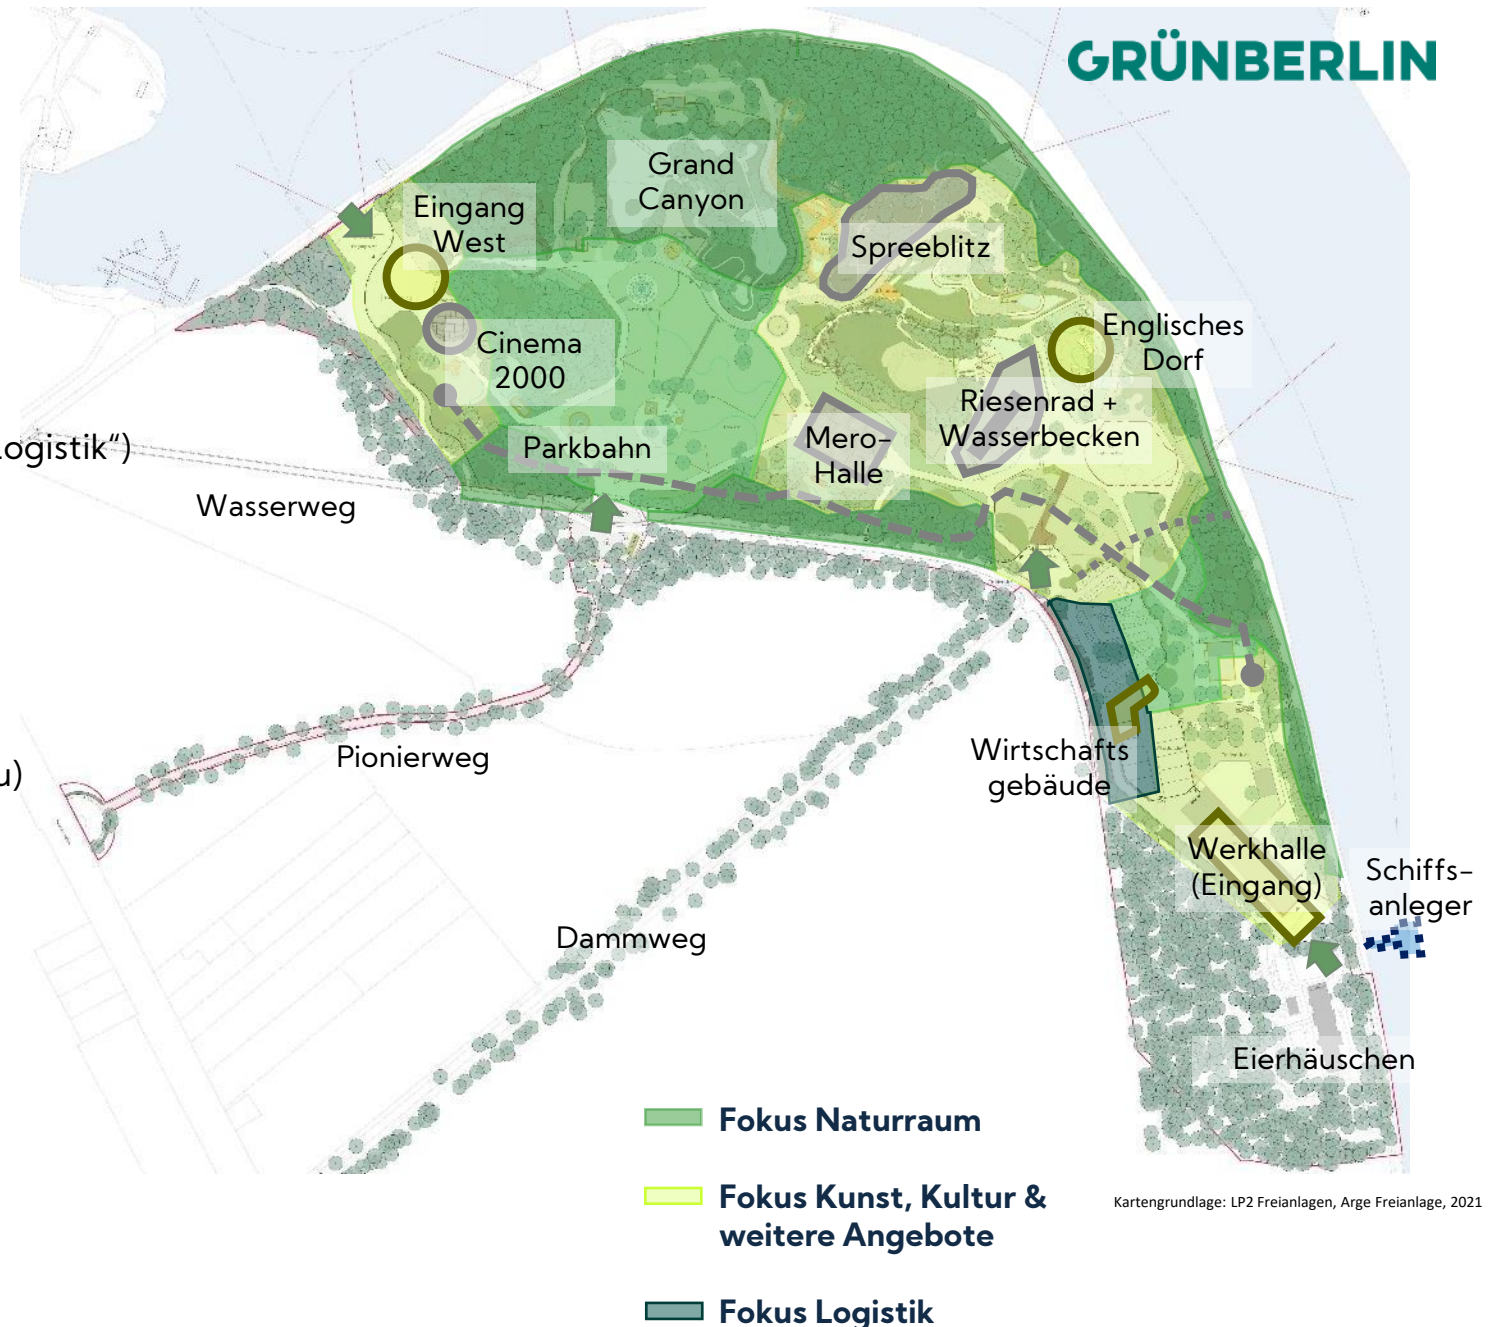 GRÜNBERLIN
Grand
Canyon
Eingang
West
Spreeblitz
Englisches
Dorf
Cinema
2000
Riesenrad +
Wasserbecken
Parkbahn
Mero-
Halle
ogistik“)
Wasserweg
Pionierweg
u)
Wirtschafts
gebäude
Werkhalle
(Eingang)
Schiffs-
anleger
Dammweg
Eierhäuschen
Fokus Naturraum
Fokus Kunst, Kultur &
weitere Angebote
Kartengrundlage: LP2 Freianlagen, Arge Freianlage, 2021
Fokus Logistik